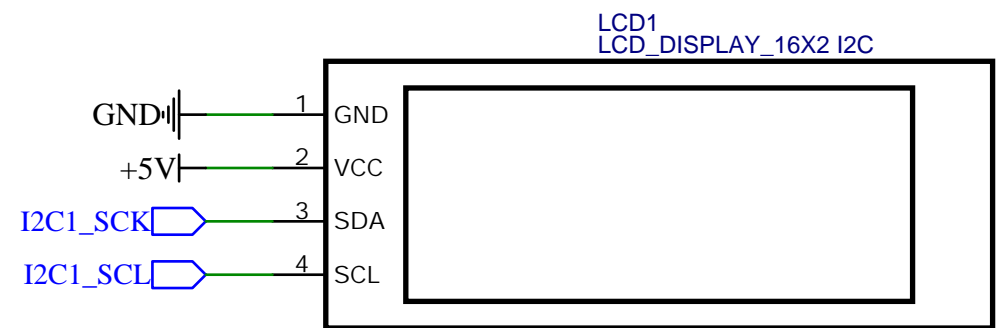 LCD1
LCD_DISPLAY_16X2 I2C
GND 1 GND
+5V 2 VCC
I2C1_SCK 3 SDA
I2C1_SCL 4 SCL